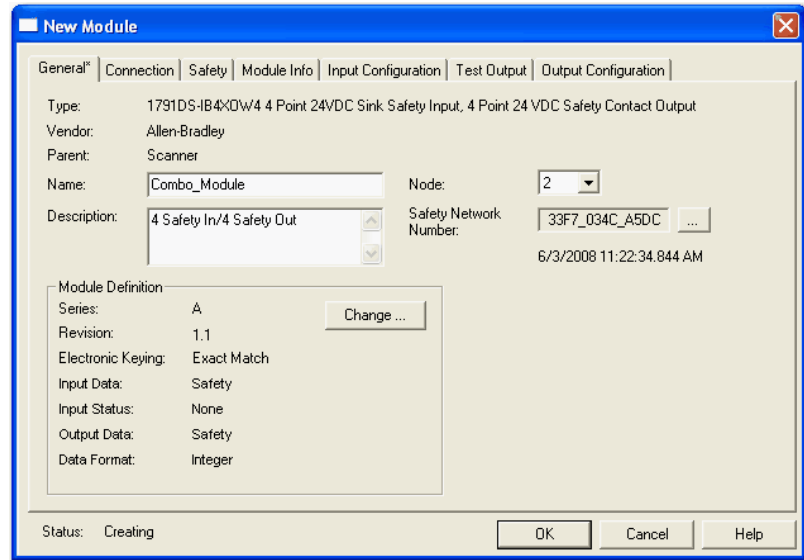 New Module
General* Connection Safety Module Info Input Configuration Test Output Output Configuration
Type: 1791DS-IB4XOW4 4 Point 24VDC Sink Safety Input, 4 Point 24 VDC Safety Contact Output
Vendor: Allen-Bradley
Parent: Scanner
Name: Combo_Module Node: 2
Description: 4 Safety In/4 Safety Out Safety Network Number: 33F7_034C_A5DC ...
6/3/2008 11:22:34.844 AM
Module Definition
Series: A Change ...
Revision: 1.1
Electronic Keying: Exact Match
Input Data: Safety
Input Status: None
Output Data: Safety
Data Format: Integer
Status: Creating OK Cancel Help